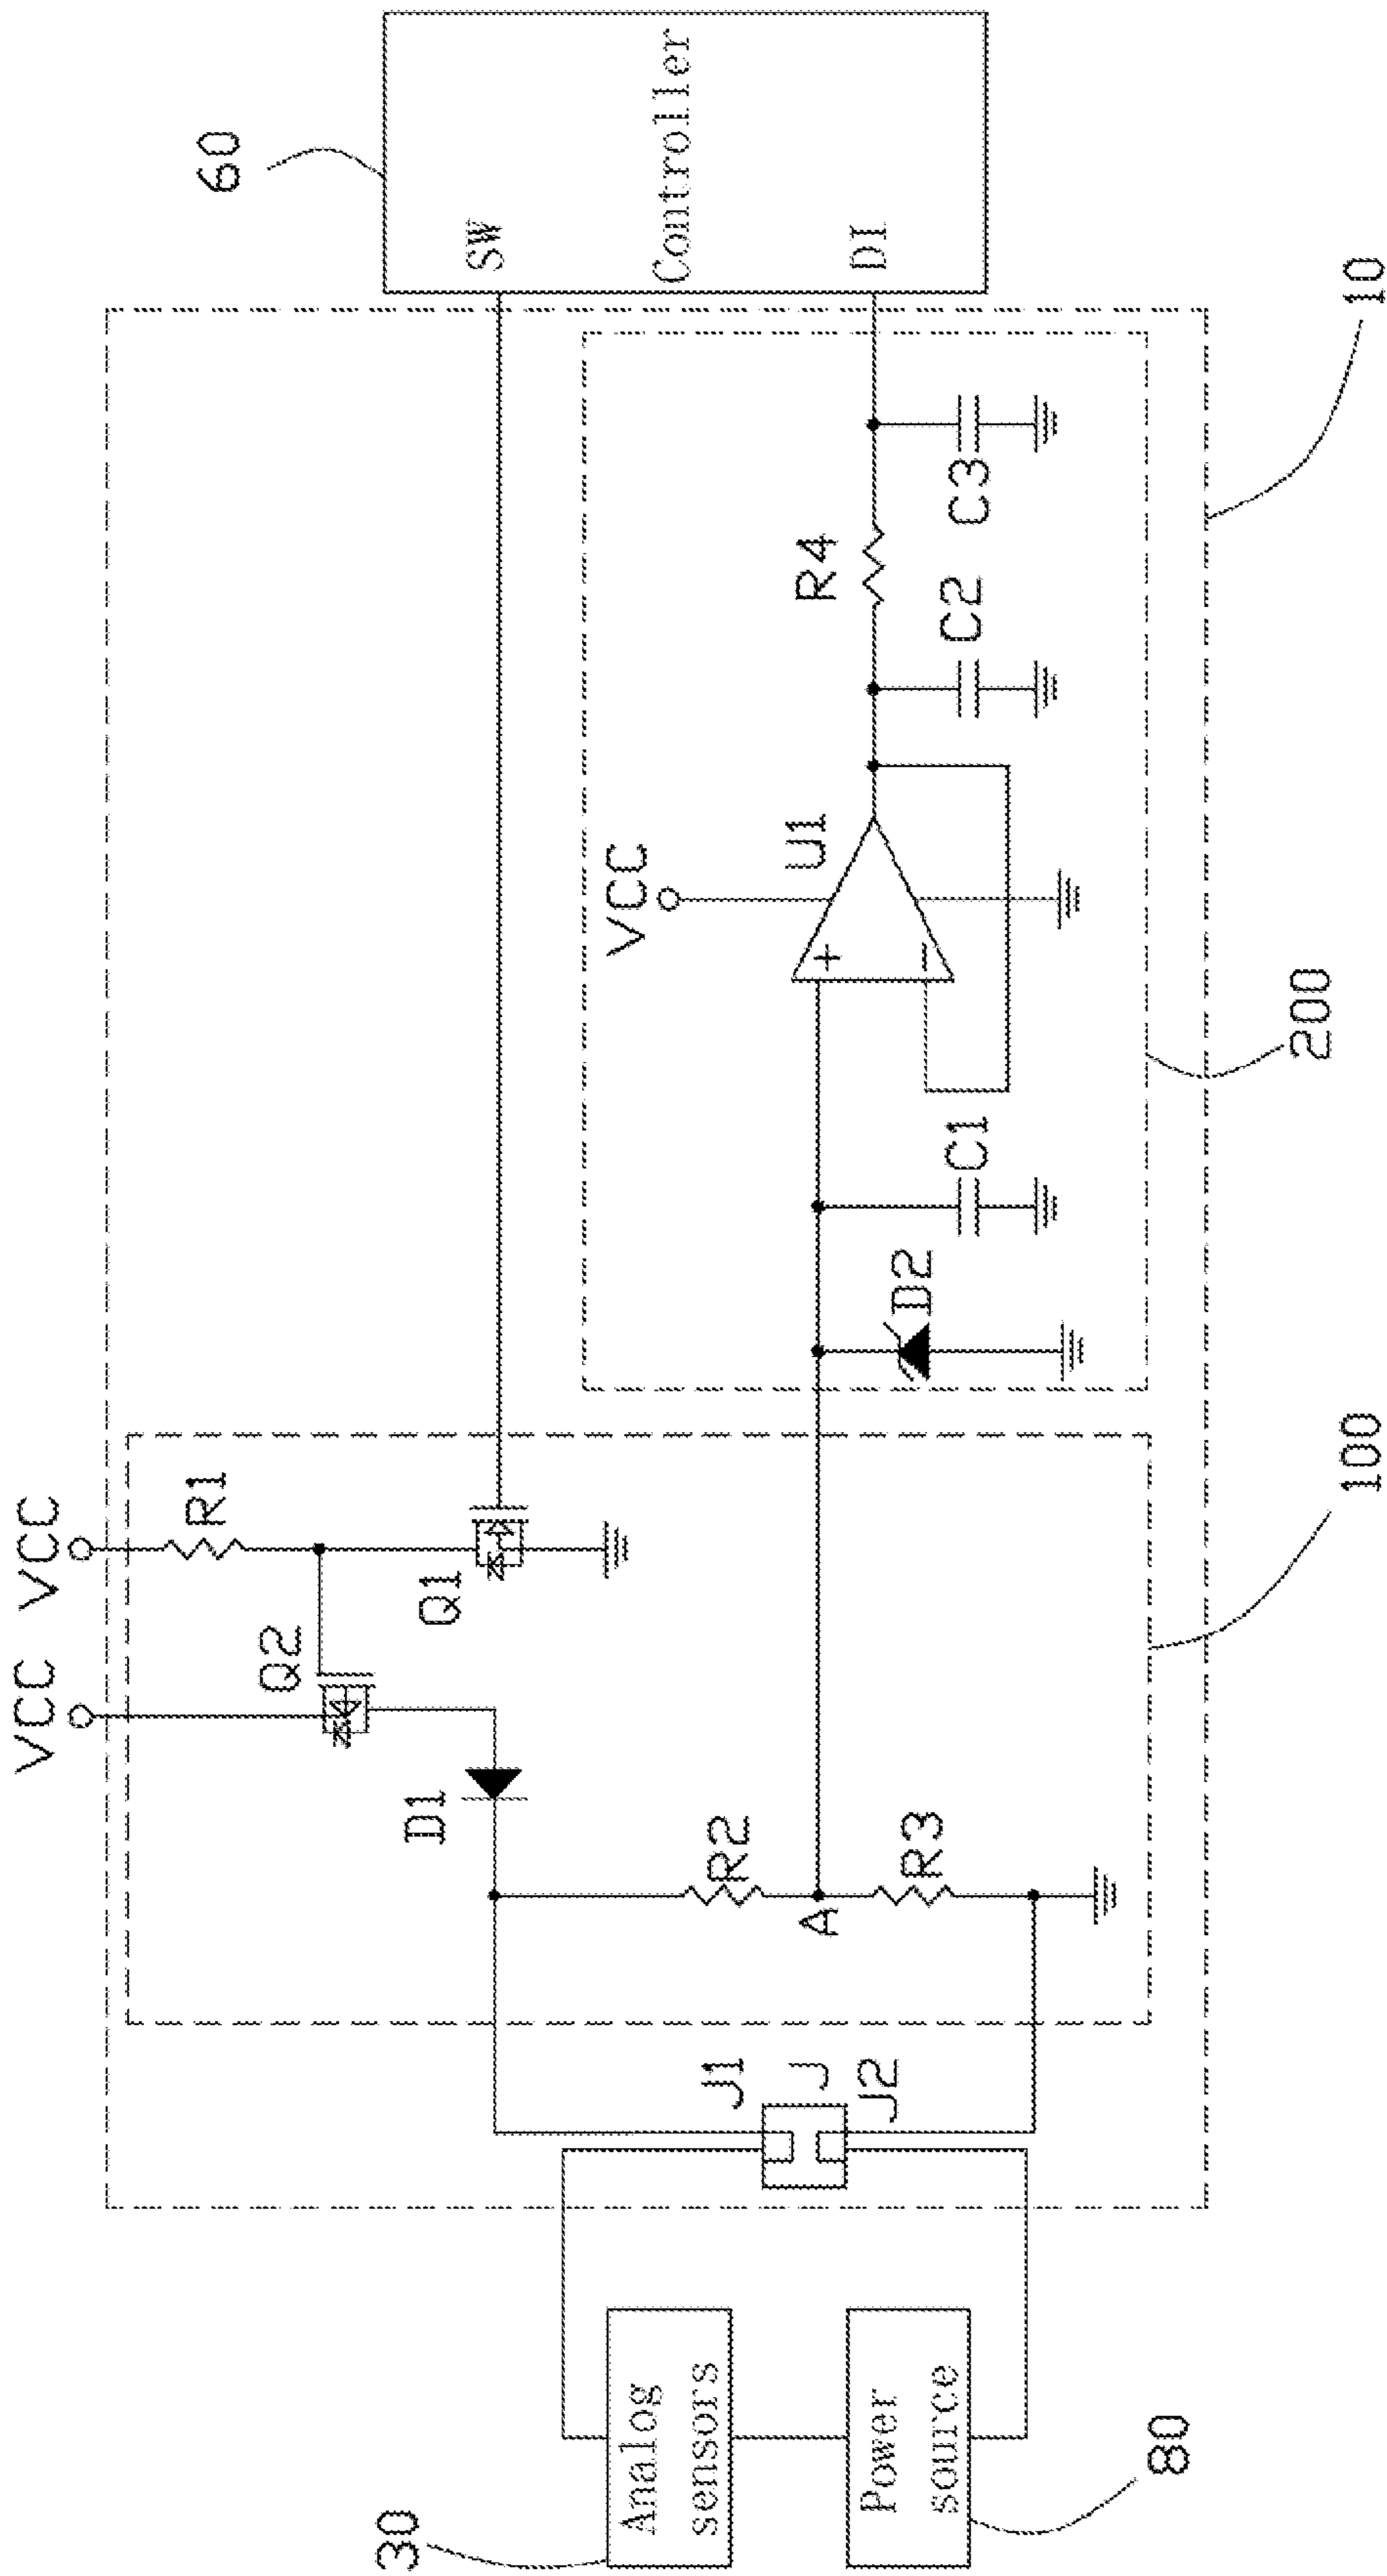 60
SW
Controller
DI
10
VCC
VCC
R1
Q2
Q1
D1
R2
A
R3
100
VCC
U1
R4
C2
C3
C1
D2
200
J1
J
J2
Analog
sensors
30
Power
source
80